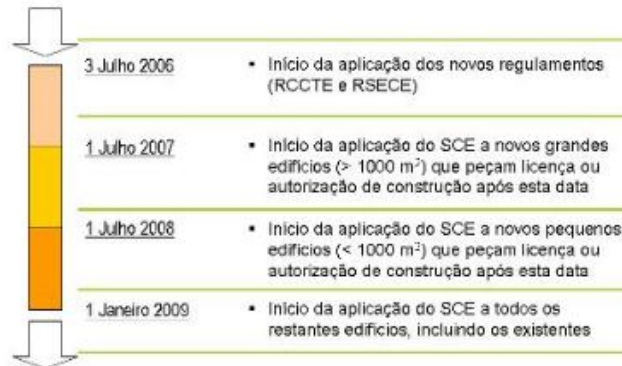 3 Julho 2006
▪ Início da aplicação dos novos regulamentos
(RCCTE e RSECE)
1 Julho 2007
▪ Início da aplicação do SCE a novos grandes
edifícios (> 1000 m²) que peçam licença ou
autorização de construção após esta data
1 Julho 2008
▪ Início da aplicação do SCE a novos pequenos
edifícios (< 1000 m²) que peçam licença ou
autorização de construção após esta data
1 Janeiro 2009
▪ Início da aplicação do SCE a todos os
restantes edifícios, incluindo os existentes